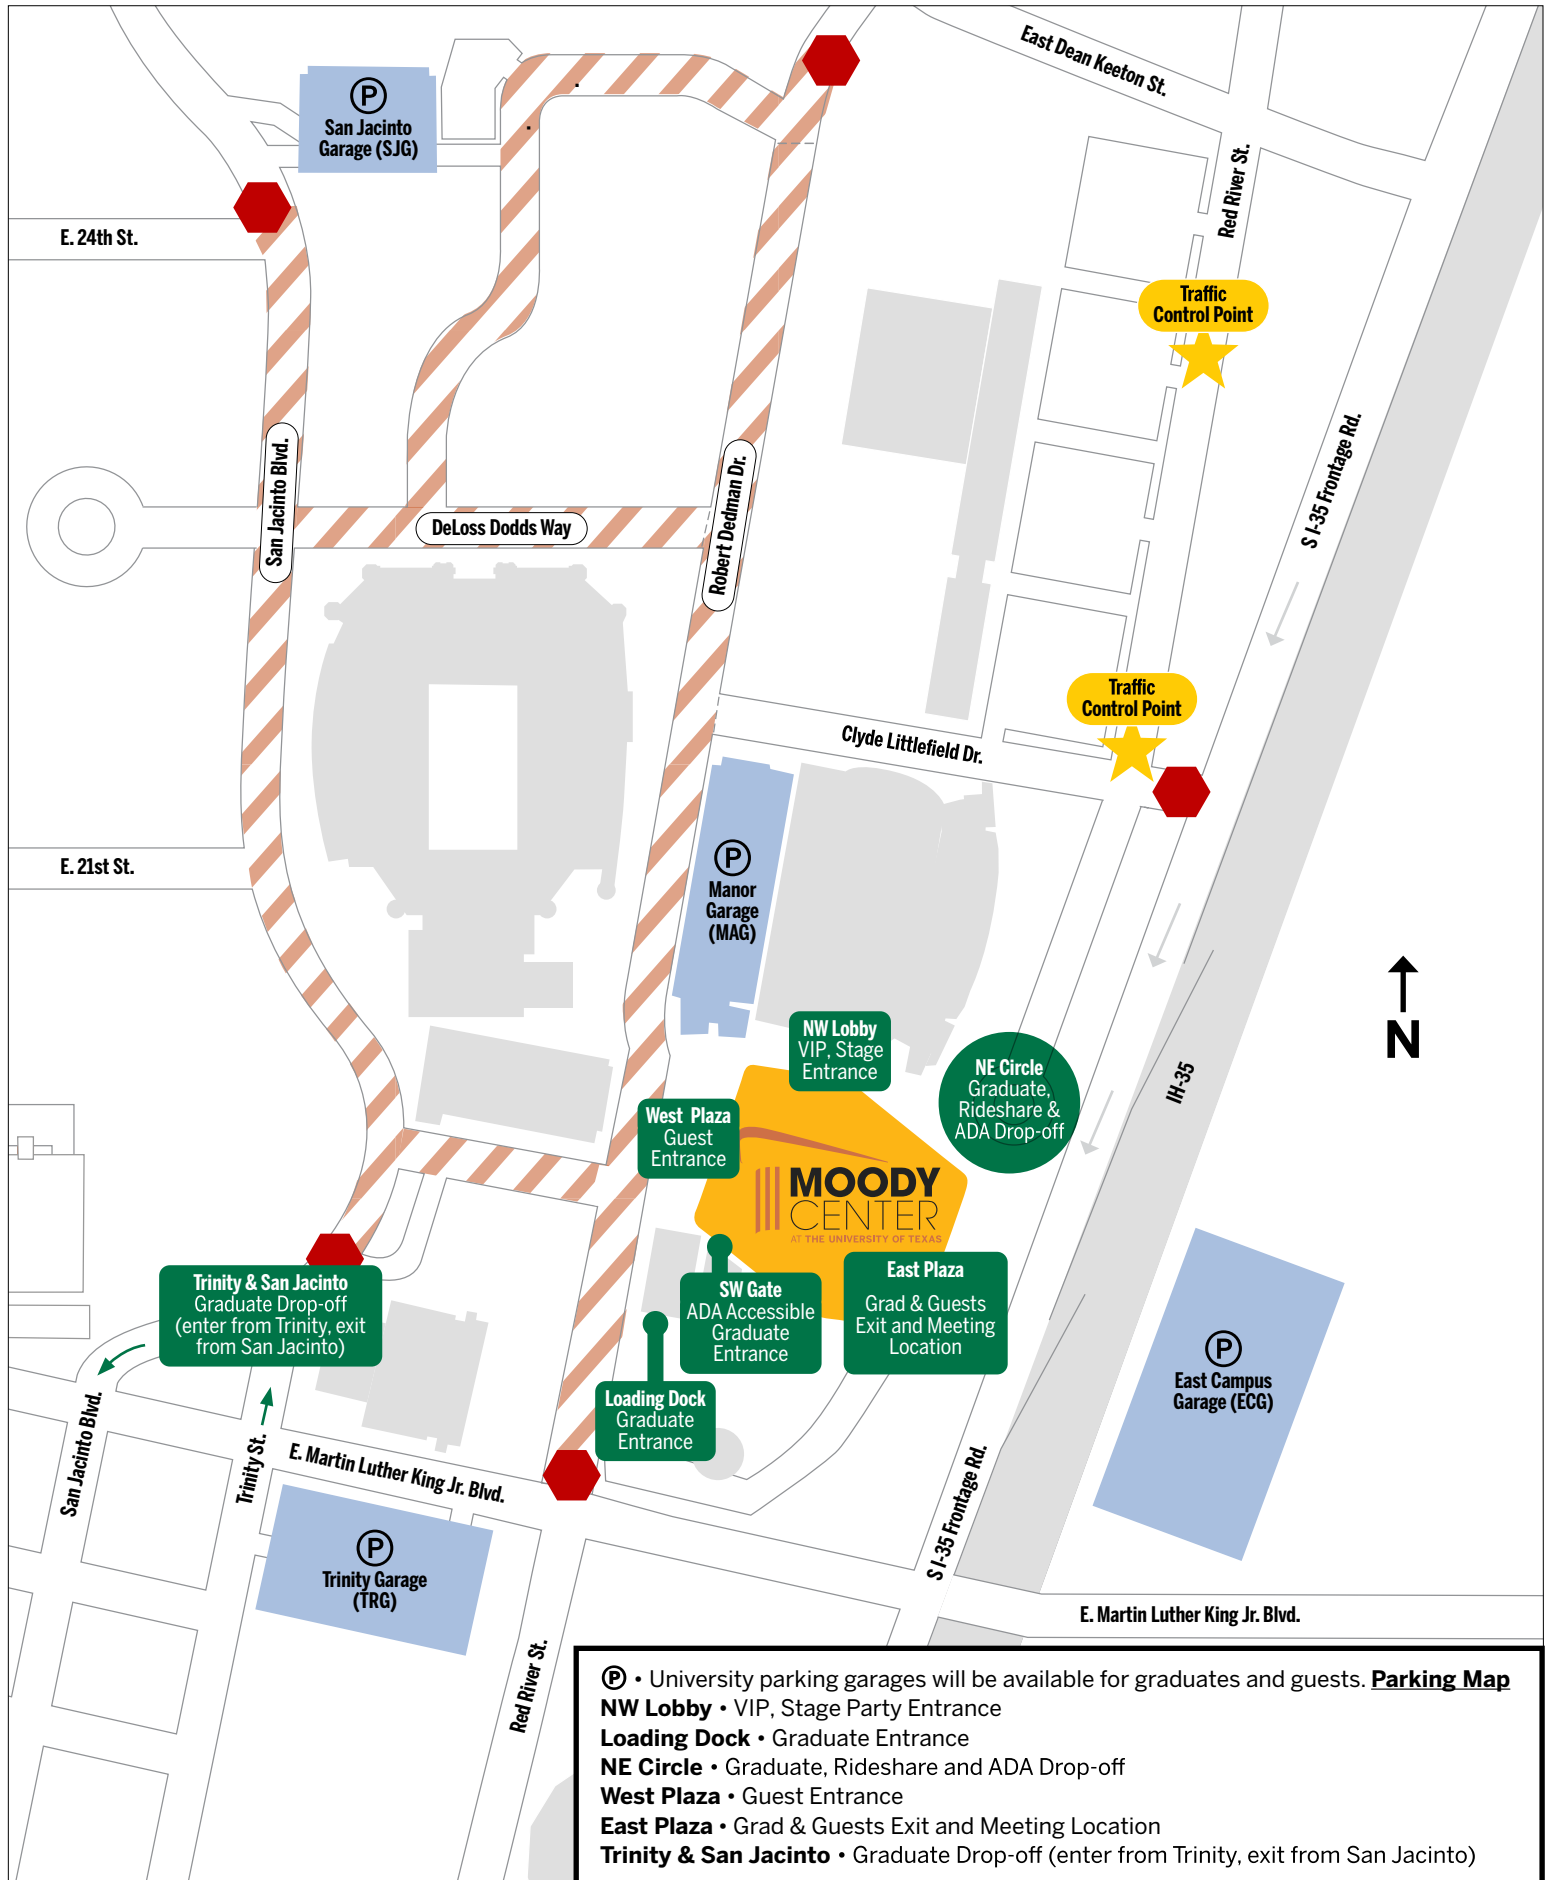 East Dean Keeton St.
P
San Jacinto
Garage (SJG)
Red River St.
E. 24th St.
Traffic
Control Point
S I-35 Frontage Rd.
San Jacinto Blvd.
DeLoss Dodds Way
Robert Dedman Dr.
Traffic
Control Point
Clyde Littlefield Dr.
E. 21st St.
P
Manor
Garage
(MAG)
N
NW Lobby
VIP, Stage
Entrance
NE Circle
Graduate,
Rideshare &
ADA Drop-off
IH-35
West Plaza
Guest
Entrance
MOODY
CENTER
AT THE UNIVERSITY OF TEXAS
Trinity & San Jacinto
Graduate Drop-off
(enter from Trinity, exit
from San Jacinto)
SW Gate
ADA Accessible
Graduate
Entrance
East Plaza
Grad & Guests
Exit and Meeting
Location
P
East Campus
Garage (ECG)
Loading Dock
Graduate
Entrance
San Jacinto Blvd.
Trinity St.
E. Martin Luther King Jr. Blvd.
S I-35 Frontage Rd.
P
Trinity Garage
(TRG)
E. Martin Luther King Jr. Blvd.
Red River St.
P • University parking garages will be available for graduates and guests. Parking Map
NW Lobby • VIP, Stage Party Entrance
Loading Dock • Graduate Entrance
NE Circle • Graduate, Rideshare and ADA Drop-off
West Plaza • Guest Entrance
East Plaza • Grad & Guests Exit and Meeting Location
Trinity & San Jacinto • Graduate Drop-off (enter from Trinity, exit from San Jacinto)